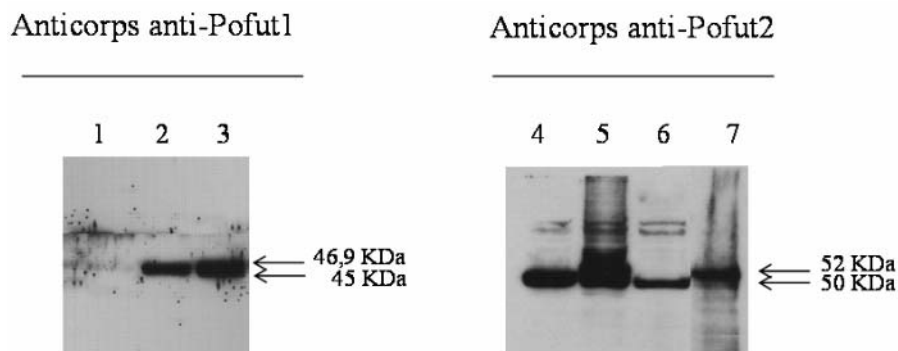 Anticorps anti-Pofut1
1 2 3
46,9 KDa
45 KDa
Anticorps anti-Pofut2
4 5 6 7
52 KDa
50 KDa